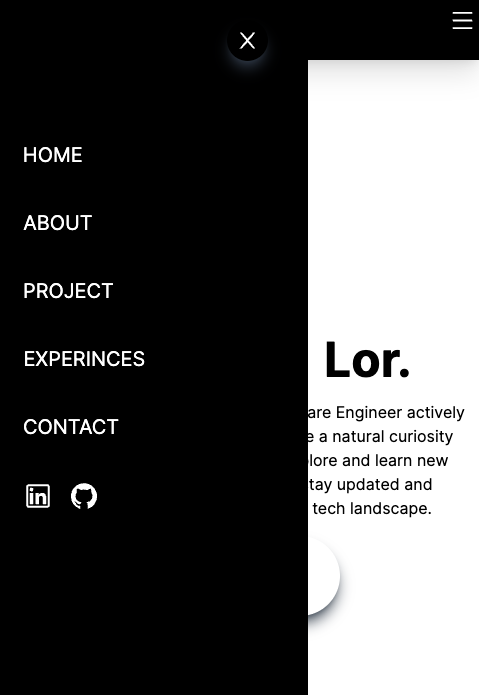 X
HOME
ABOUT
PROJECT
EXPERINCES
CONTACT
in
Lor.
are Engineer actively
e a natural curiosity
lore and learn new
tay updated and
tech landscape.